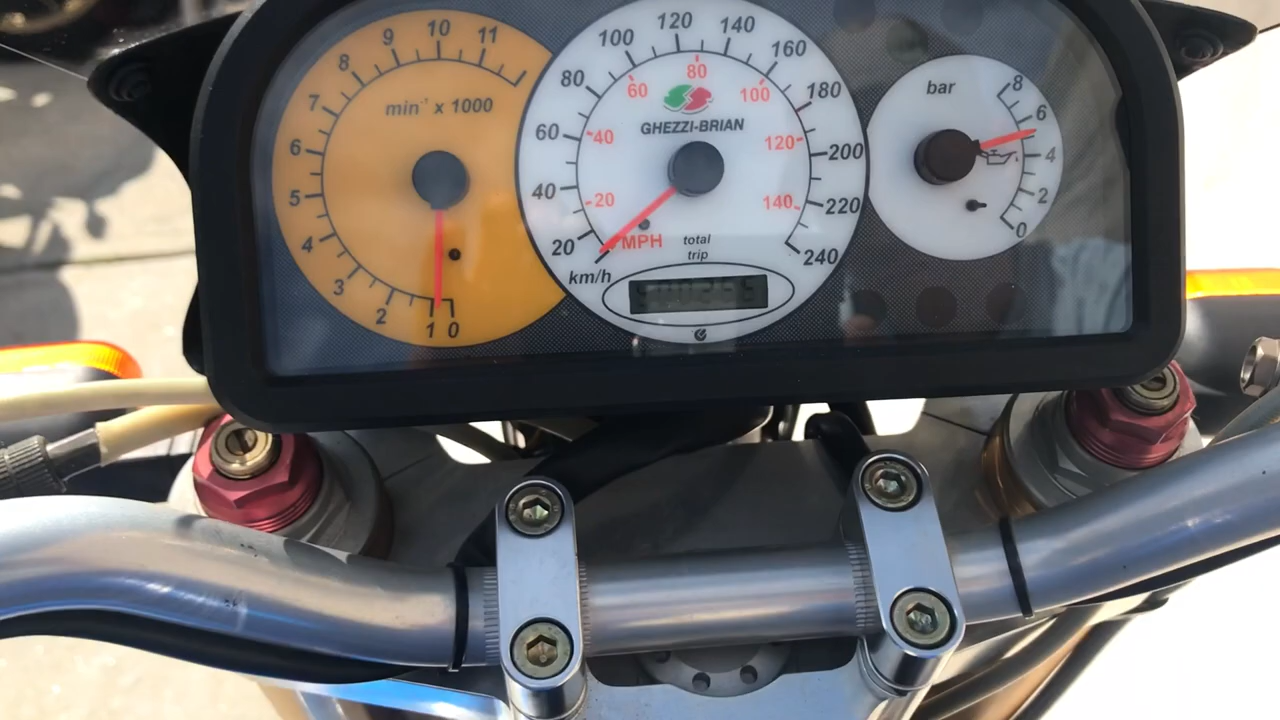 0 1 2 3 4 5 6 7 8 9 10 11
min⁻¹ x 1000
20 40 60 80 100 120 140 160 180 200 220 240
20 40 60 80 100 120 140
GHEZZI-BRIAN
MPH
km/h
total
trip
bar
8
6
4
2
0